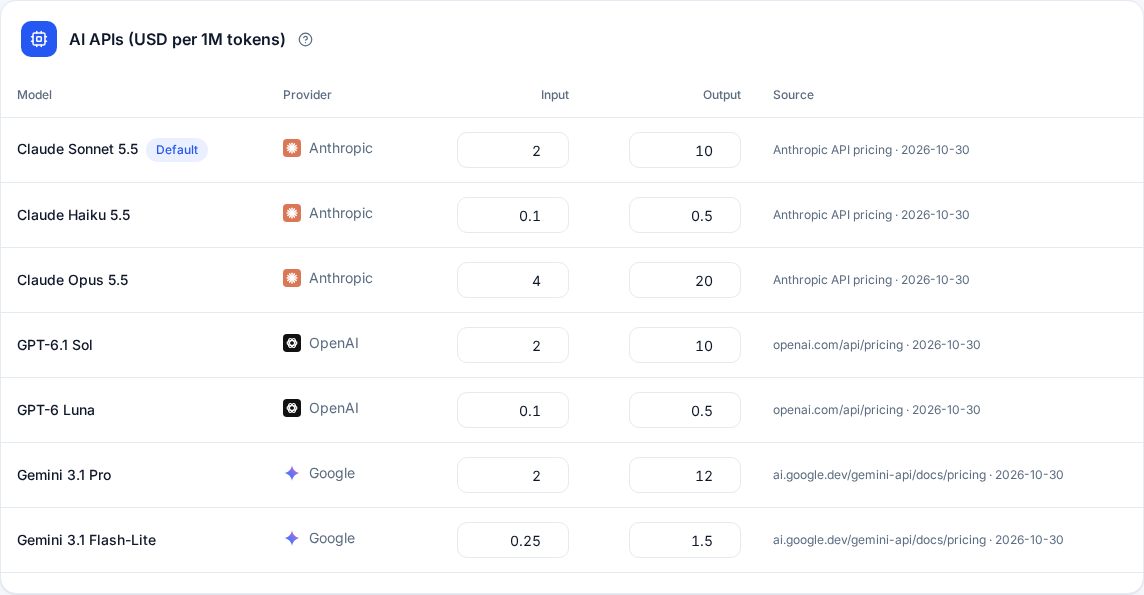 AI APIs (USD per 1M tokens)
Model Provider Input Output Source
Claude Sonnet 5.5 Default Anthropic 2 10 Anthropic API pricing · 2026-10-30
Claude Haiku 5.5 Anthropic 0.1 0.5 Anthropic API pricing · 2026-10-30
Claude Opus 5.5 Anthropic 4 20 Anthropic API pricing · 2026-10-30
GPT-6.1 Sol OpenAI 2 10 openai.com/api/pricing · 2026-10-30
GPT-6 Luna OpenAI 0.1 0.5 openai.com/api/pricing · 2026-10-30
Gemini 3.1 Pro Google 2 12 ai.google.dev/gemini-api/docs/pricing · 2026-10-30
Gemini 3.1 Flash-Lite Google 0.25 1.5 ai.google.dev/gemini-api/docs/pricing · 2026-10-30